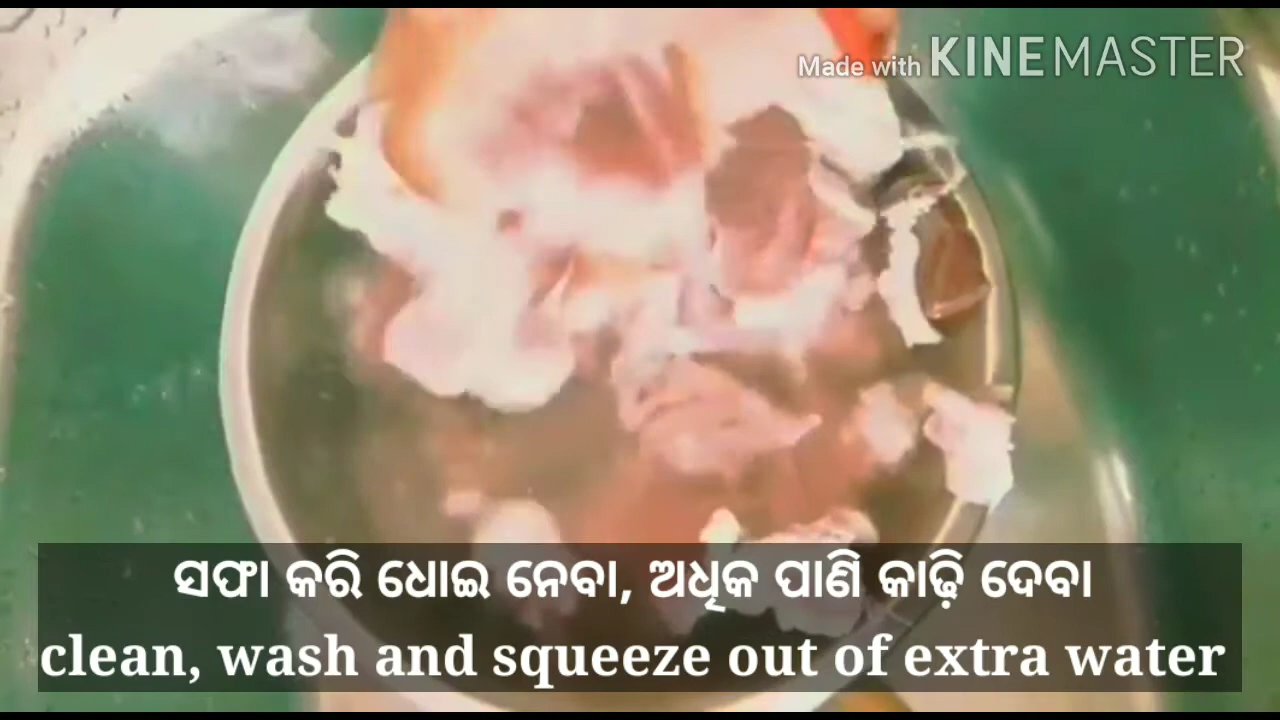 Made with KINEMASTER
ସଫା କରି ଧୋଇ ନେବା, ଅଧିକ ପାଣି କାଢ଼ି ଦେବା
clean, wash and squeeze out of extra water